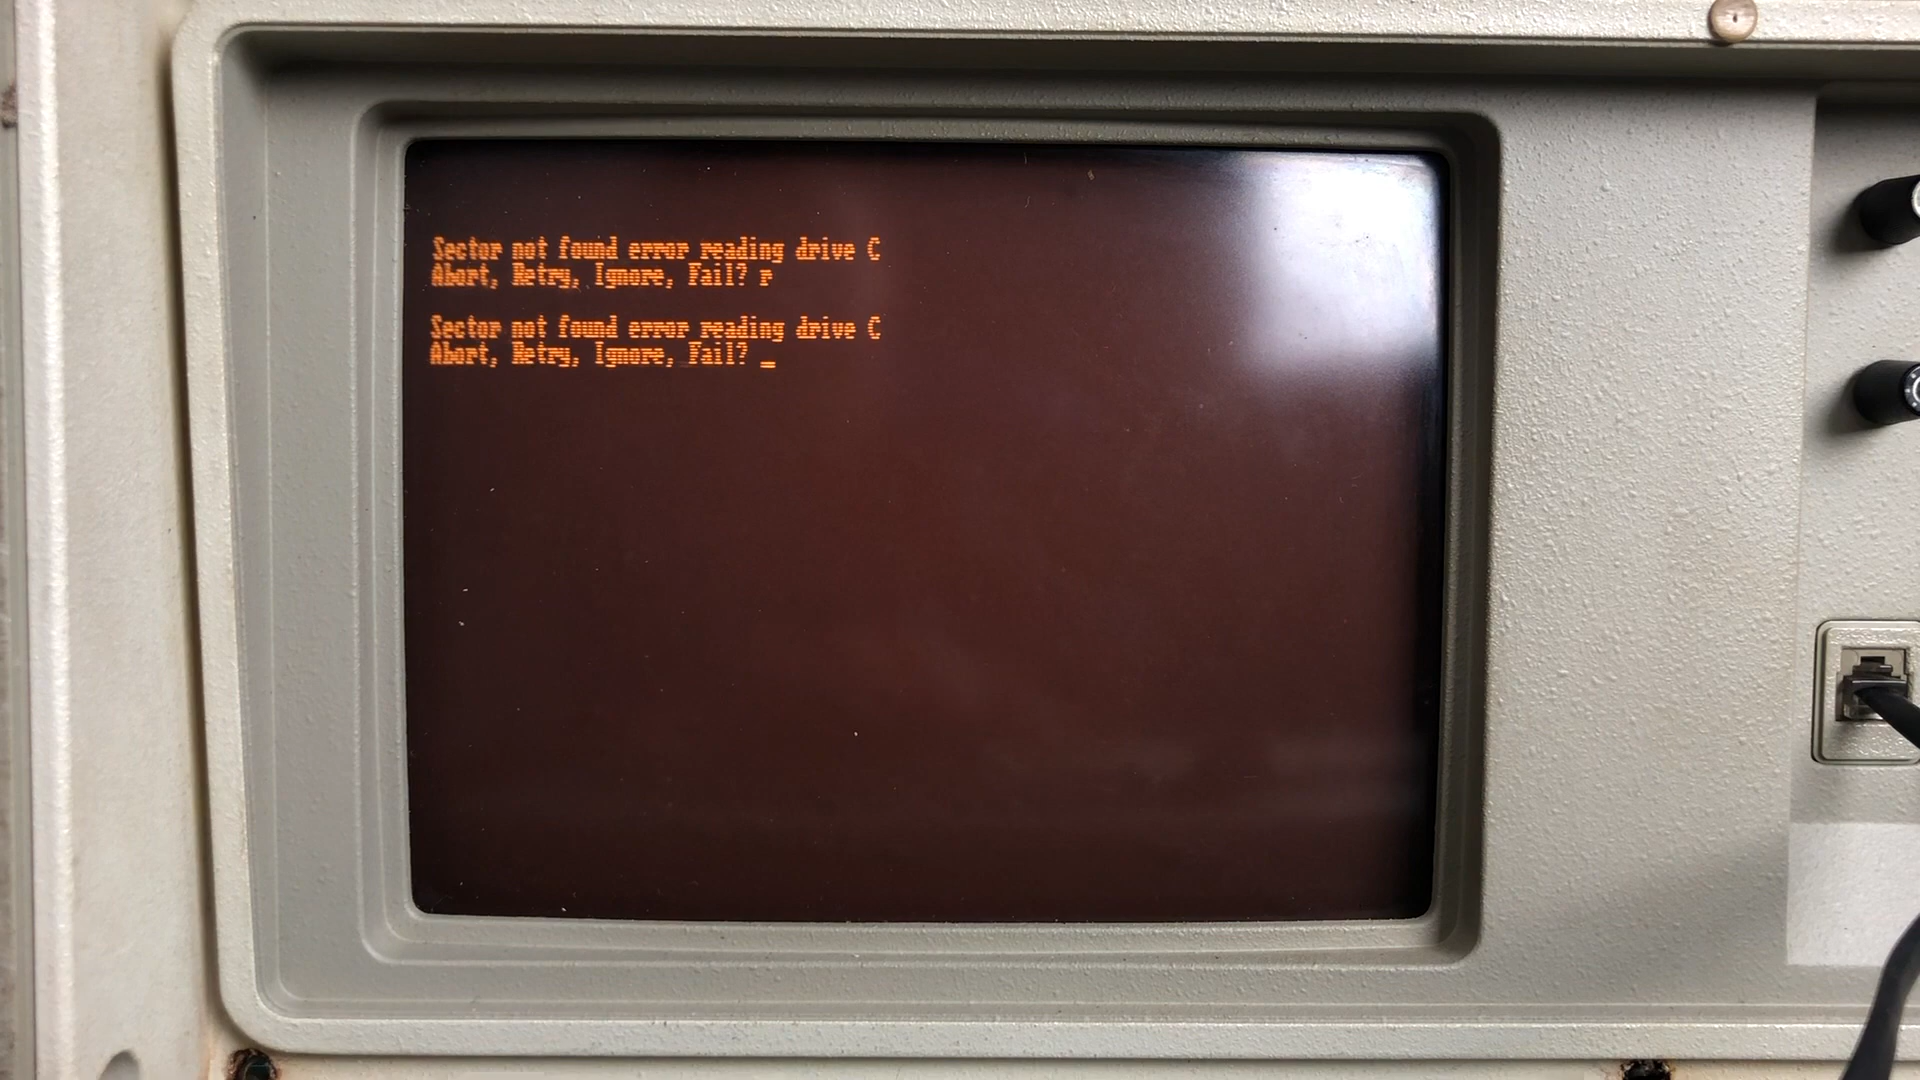 Sector not found error reading drive C
Abort, Retry, Ignore, Fail? r
Sector not found error reading drive C
Abort, Retry, Ignore, Fail? _